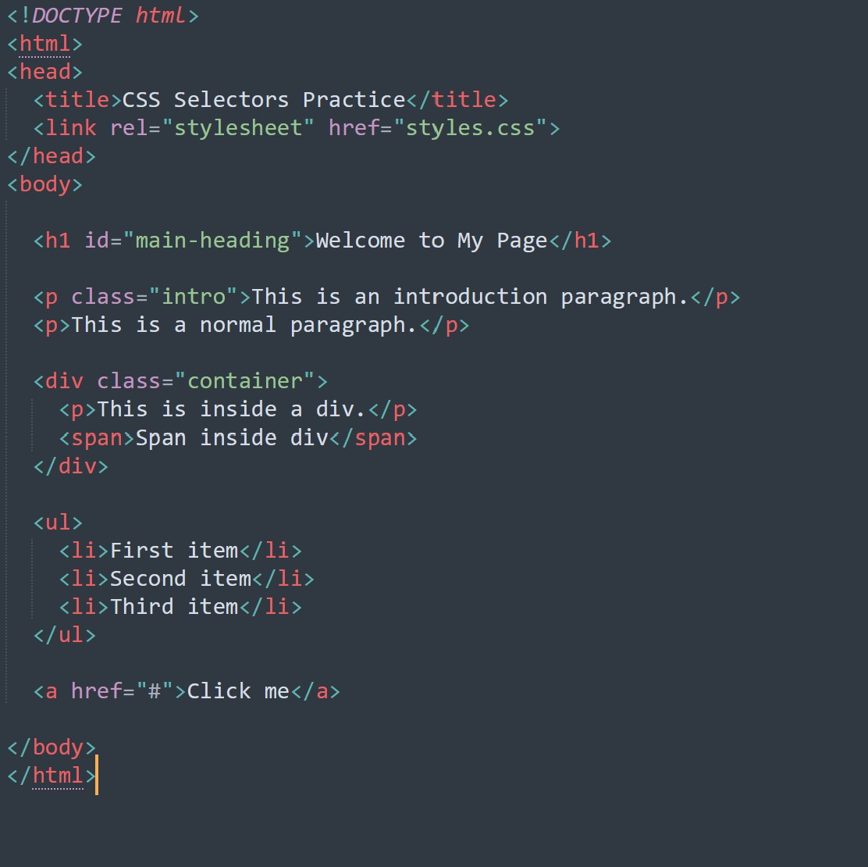 <!DOCTYPE html>
<html>
<head>
  <title>CSS Selectors Practice</title>
  <link rel="stylesheet" href="styles.css">
</head>
<body>

  <h1 id="main-heading">Welcome to My Page</h1>

  <p class="intro">This is an introduction paragraph.</p>
  <p>This is a normal paragraph.</p>

  <div class="container">
    <p>This is inside a div.</p>
    <span>Span inside div</span>
  </div>

  <ul>
    <li>First item</li>
    <li>Second item</li>
    <li>Third item</li>
  </ul>

  <a href="#">Click me</a>

</body>
</html>